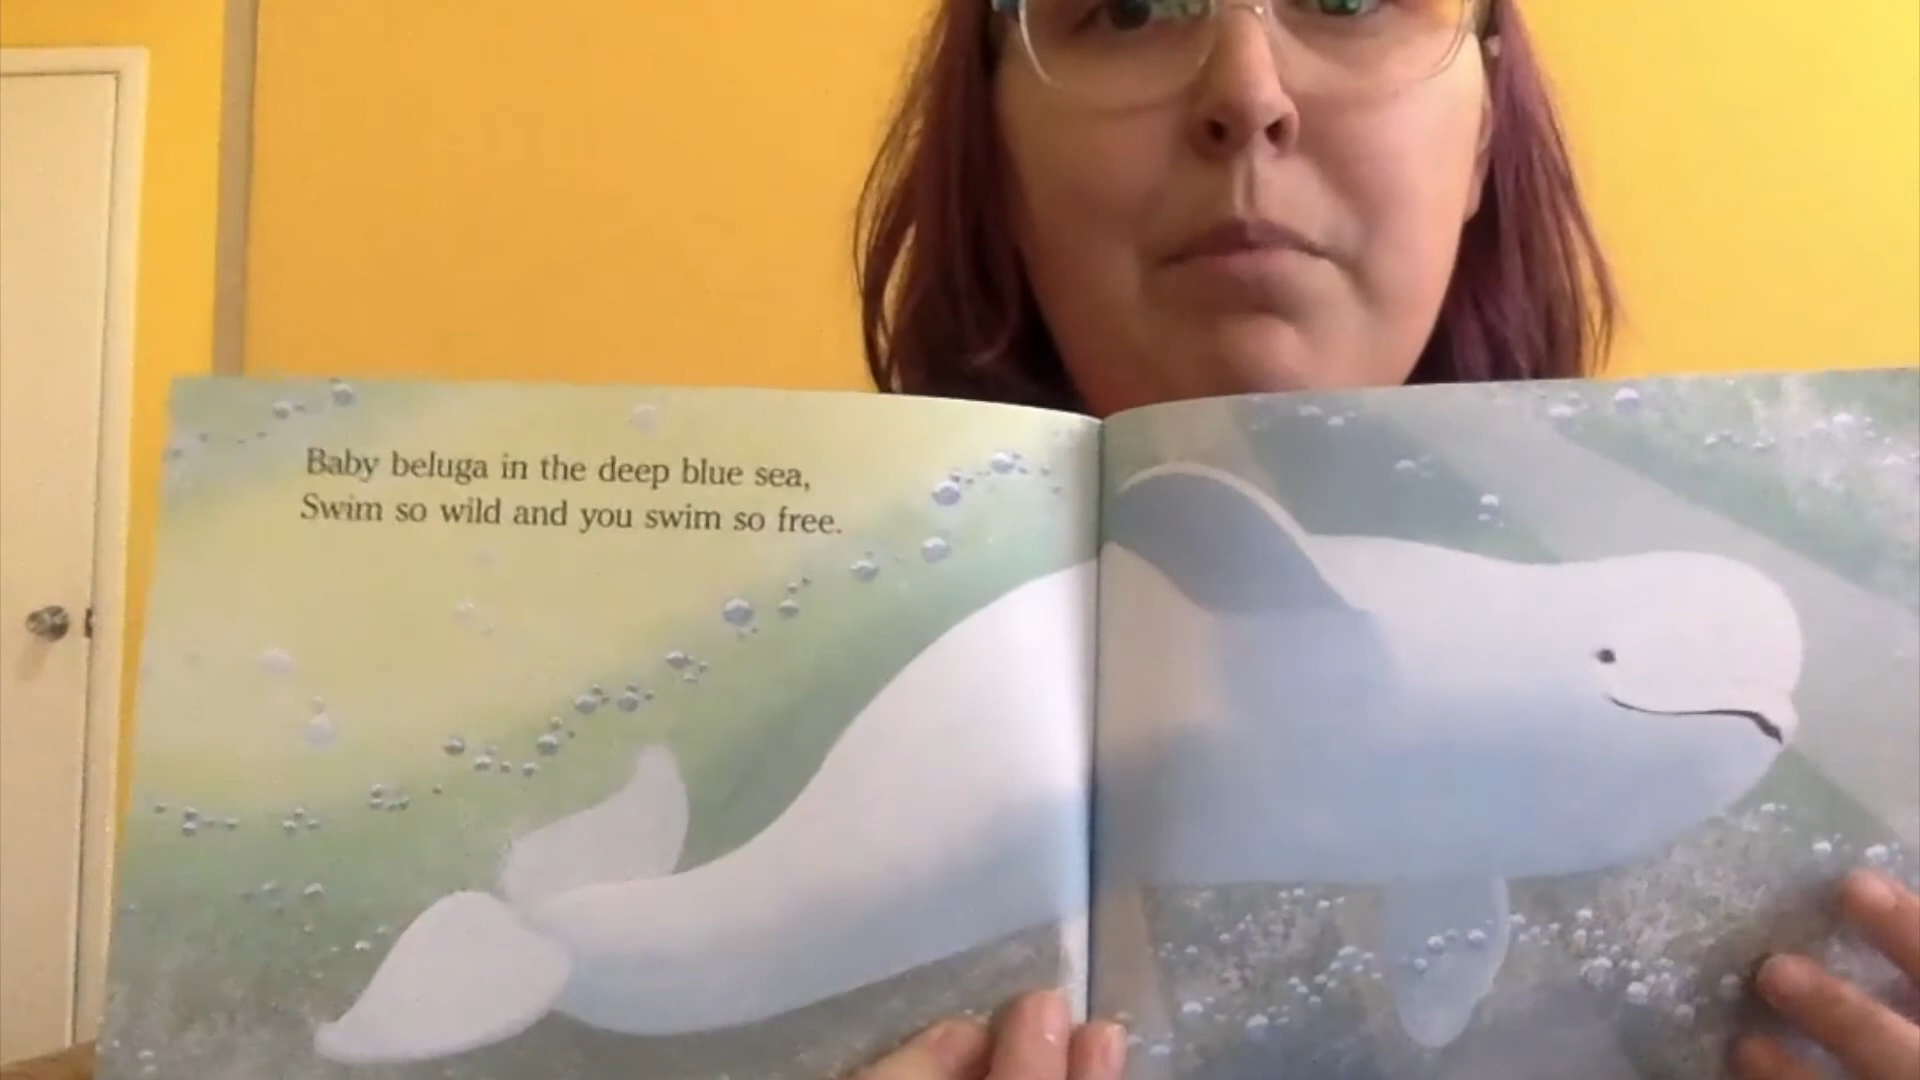 Baby beluga in the deep blue sea,
Swim so wild and you swim so free.